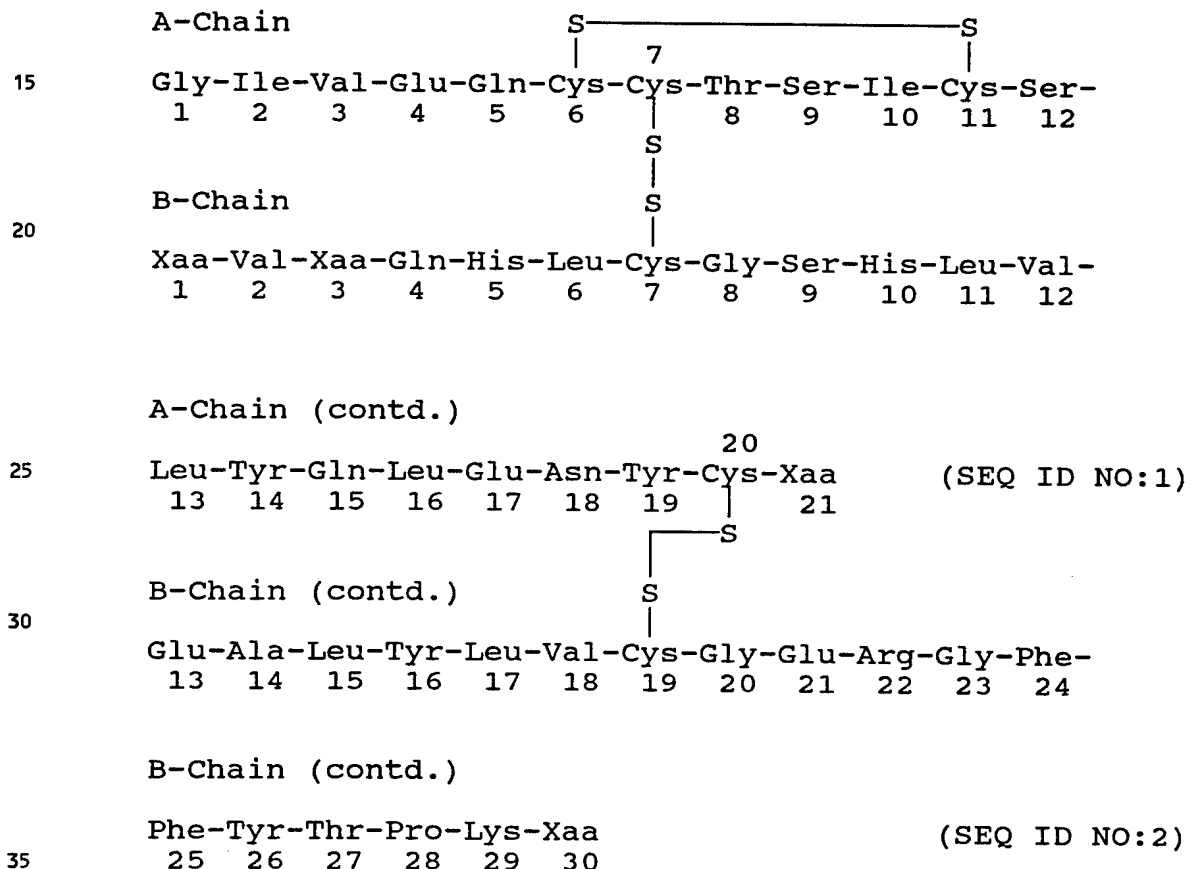 A-Chain S S
7
15 Gly-Ile-Val-Glu-Gln-Cys-Cys-Thr-Ser-Ile-Cys-Ser-
1 2 3 4 5 6 8 9 10 11 12
S
B-Chain S
20
Xaa-Val-Xaa-Gln-His-Leu-Cys-Gly-Ser-His-Leu-Val-
1 2 3 4 5 6 7 8 9 10 11 12
A-Chain (contd.)
20
25 Leu-Tyr-Gln-Leu-Glu-Asn-Tyr-Cys-Xaa (SEQ ID NO:1)
13 14 15 16 17 18 19 21
S
B-Chain (contd.) S
30
Glu-Ala-Leu-Tyr-Leu-Val-Cys-Gly-Glu-Arg-Gly-Phe-
13 14 15 16 17 18 19 20 21 22 23 24
B-Chain (contd.)
Phe-Tyr-Thr-Pro-Lys-Xaa (SEQ ID NO:2)
35 25 26 27 28 29 30